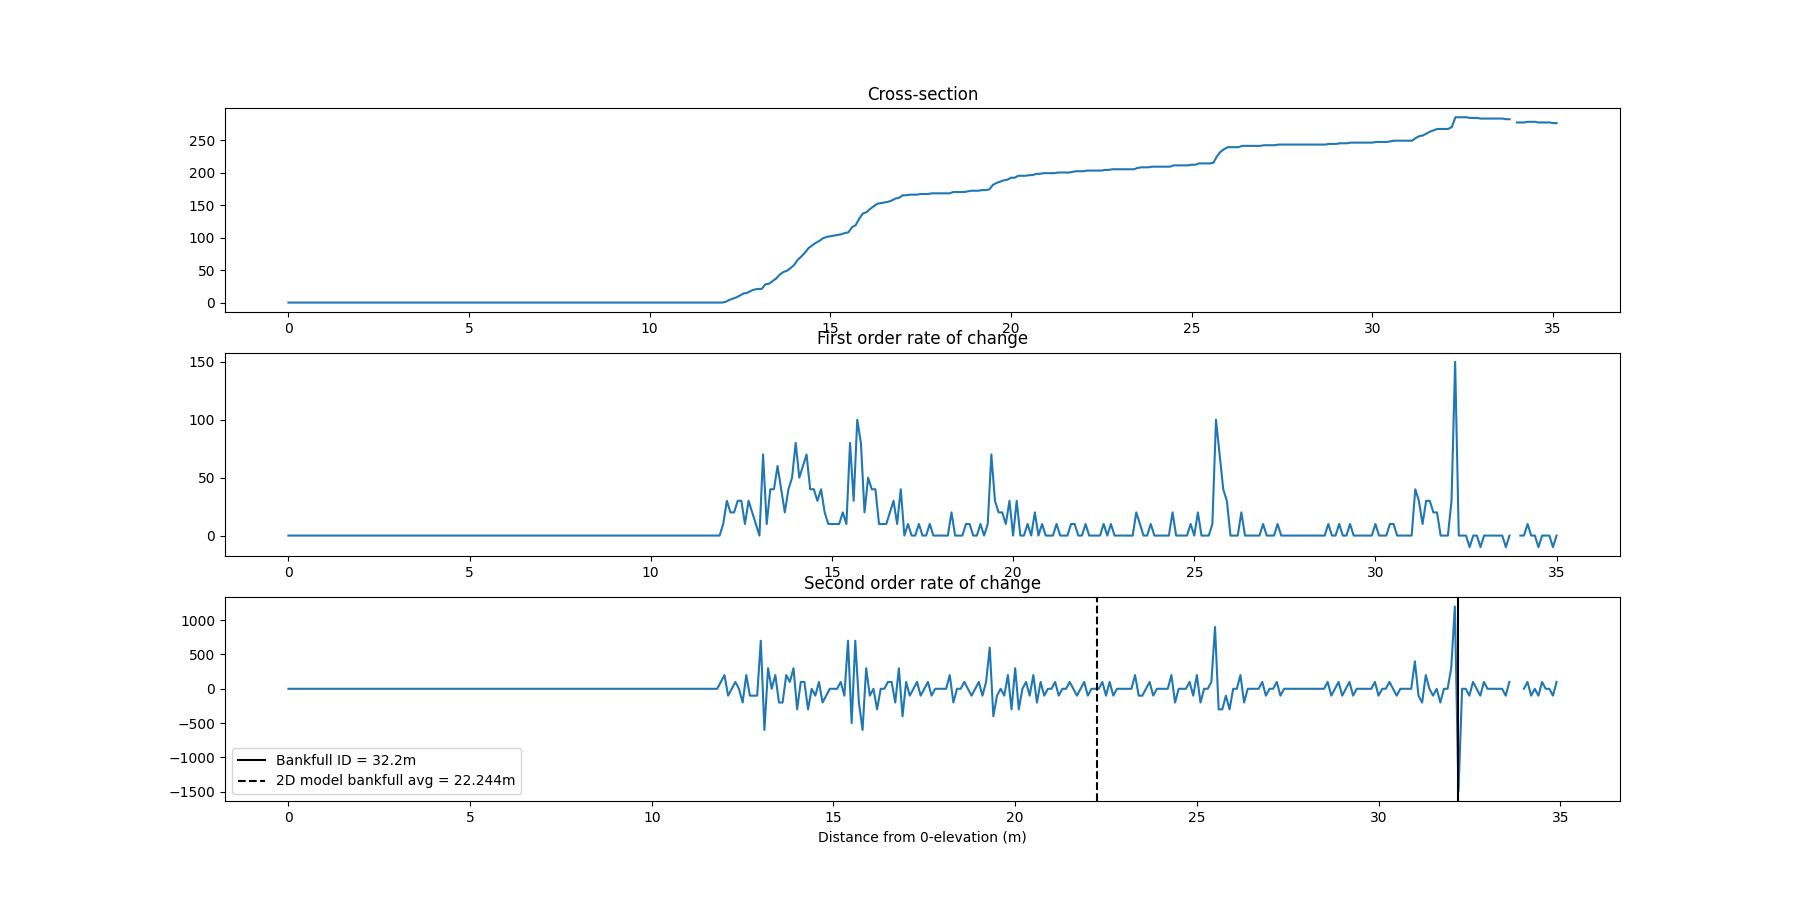 Cross-section
250
200
150
100
50
0
0 5 10 15 20 25 30 35
First order rate of change
150
100
50
0
0 5 10 15 20 25 30 35
Second order rate of change
1000
500
0
−500
−1000
−1500
Bankfull ID = 32.2m
2D model bankfull avg = 22.244m
0 5 10 15 20 25 30 35
Distance from 0-elevation (m)